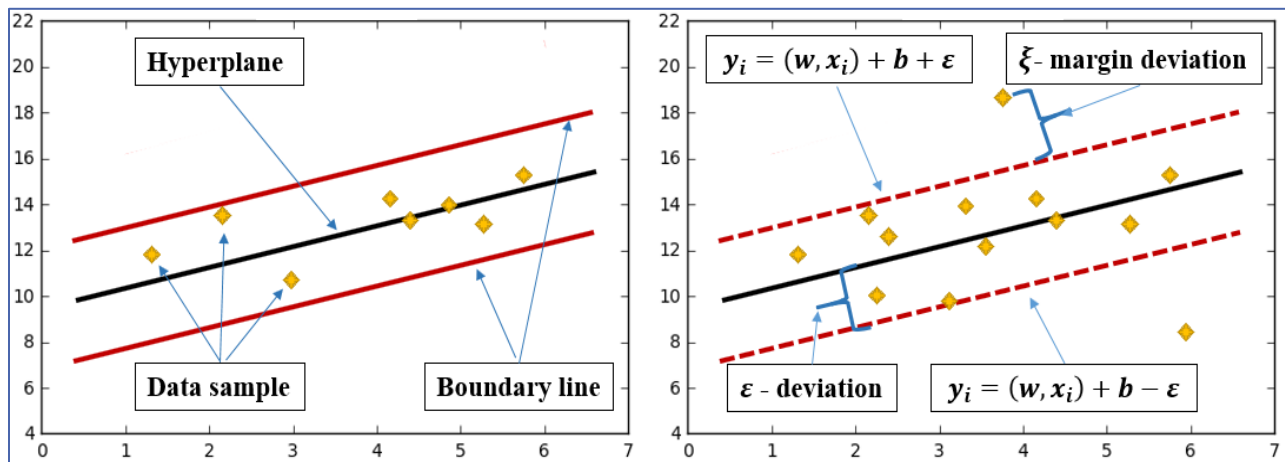 22
20
18
16
14
12
10
8
6
4
0 1 2 3 4 5 6 7
Hyperplane
Data sample
Boundary line
22
20
18
16
14
12
10
8
6
4
0 1 2 3 4 5 6 7
yᵢ = (w, xᵢ) + b + ε
ξ- margin deviation
ε - deviation
yᵢ = (w, xᵢ) + b − ε